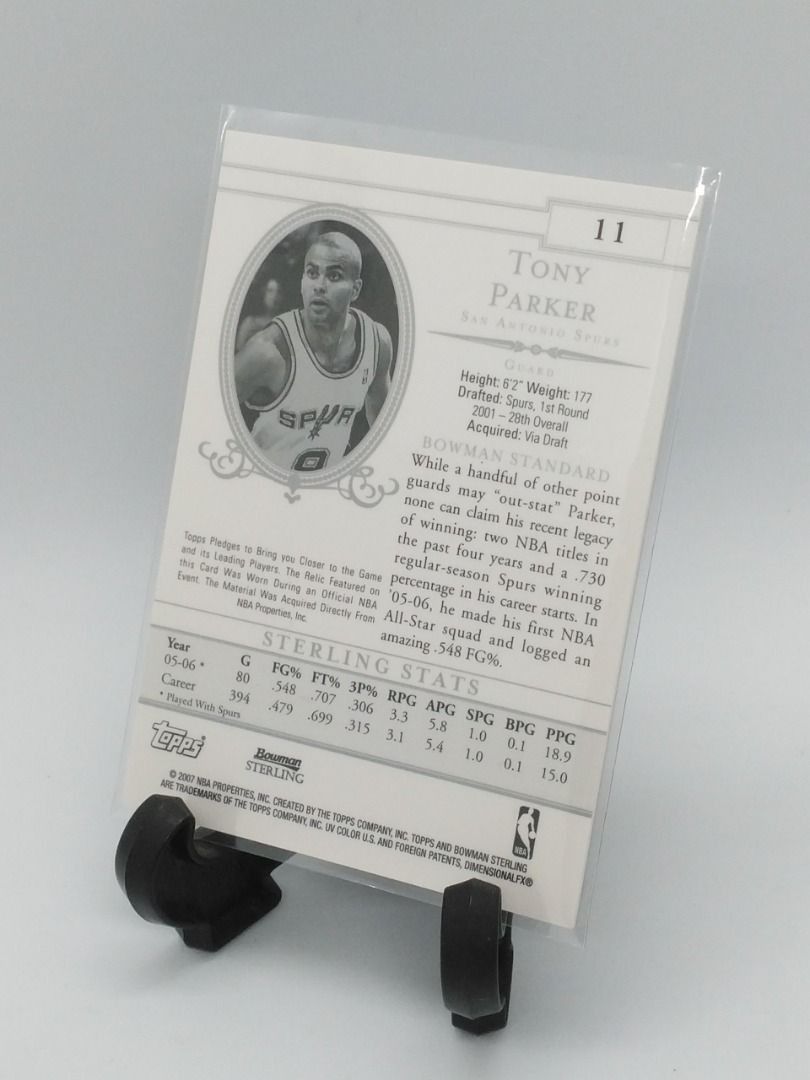 11
TONY
PARKER
SAN ANTONIO SPURS
GUARD
Height: 6'2" Weight: 177
Drafted: Spurs, 1st Round
2001 – 28th Overall
Acquired: Via Draft
BOWMAN STANDARD
While a handful of other point
guards may "out-stat" Parker,
none can claim his recent legacy
of winning: two NBA titles in
the past four years and a .730
regular-season Spurs winning
percentage in his career starts. In
'05-06, he made his first NBA
All-Star squad and logged an
amazing .548 FG%.
SPUR
9
Topps Pledges to Bring you Closer to the Game
and its Leading Players. The Relic Featured on
this Card Was Worn During an Official NBA
Event. The Material Was Acquired Directly From
NBA Properties, Inc.
STERLING STATS
Year G FG% FT% 3P% RPG APG SPG BPG PPG
05-06 * 80 .548 .707 .306 3.3 5.8 1.0 0.1 18.9
Career 394 .479 .699 .315 3.1 5.4 1.0 0.1 15.0
* Played With Spurs
topps
Bowman
STERLING
NBA
© 2007 NBA PROPERTIES, INC. CREATED BY THE TOPPS COMPANY, INC. TOPPS AND BOWMAN STERLING
ARE TRADEMARKS OF THE TOPPS COMPANY, INC. UV COLOR U.S. AND FOREIGN PATENTS, DIMENSIONALFX®